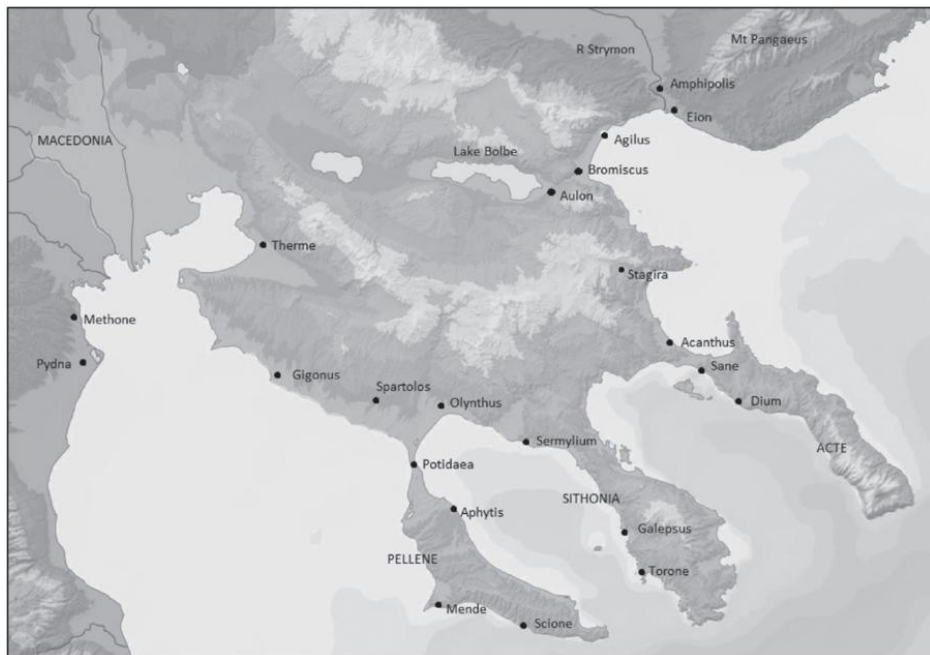 Mt Pangaeus
R Strymon
Amphipolis
Eion
MACEDONIA
Agilus
Lake Bolbe
Bromiscus
Aulon
Therme
Stagira
Methone
Acanthus
Pydna
Sane
Gigonus
Spartolos
Olynthus
Dium
Sermylium
ACTE
Potidaea
SITHONIA
Aphytis
Galepsus
PELLENE
Torone
Mende
Scione